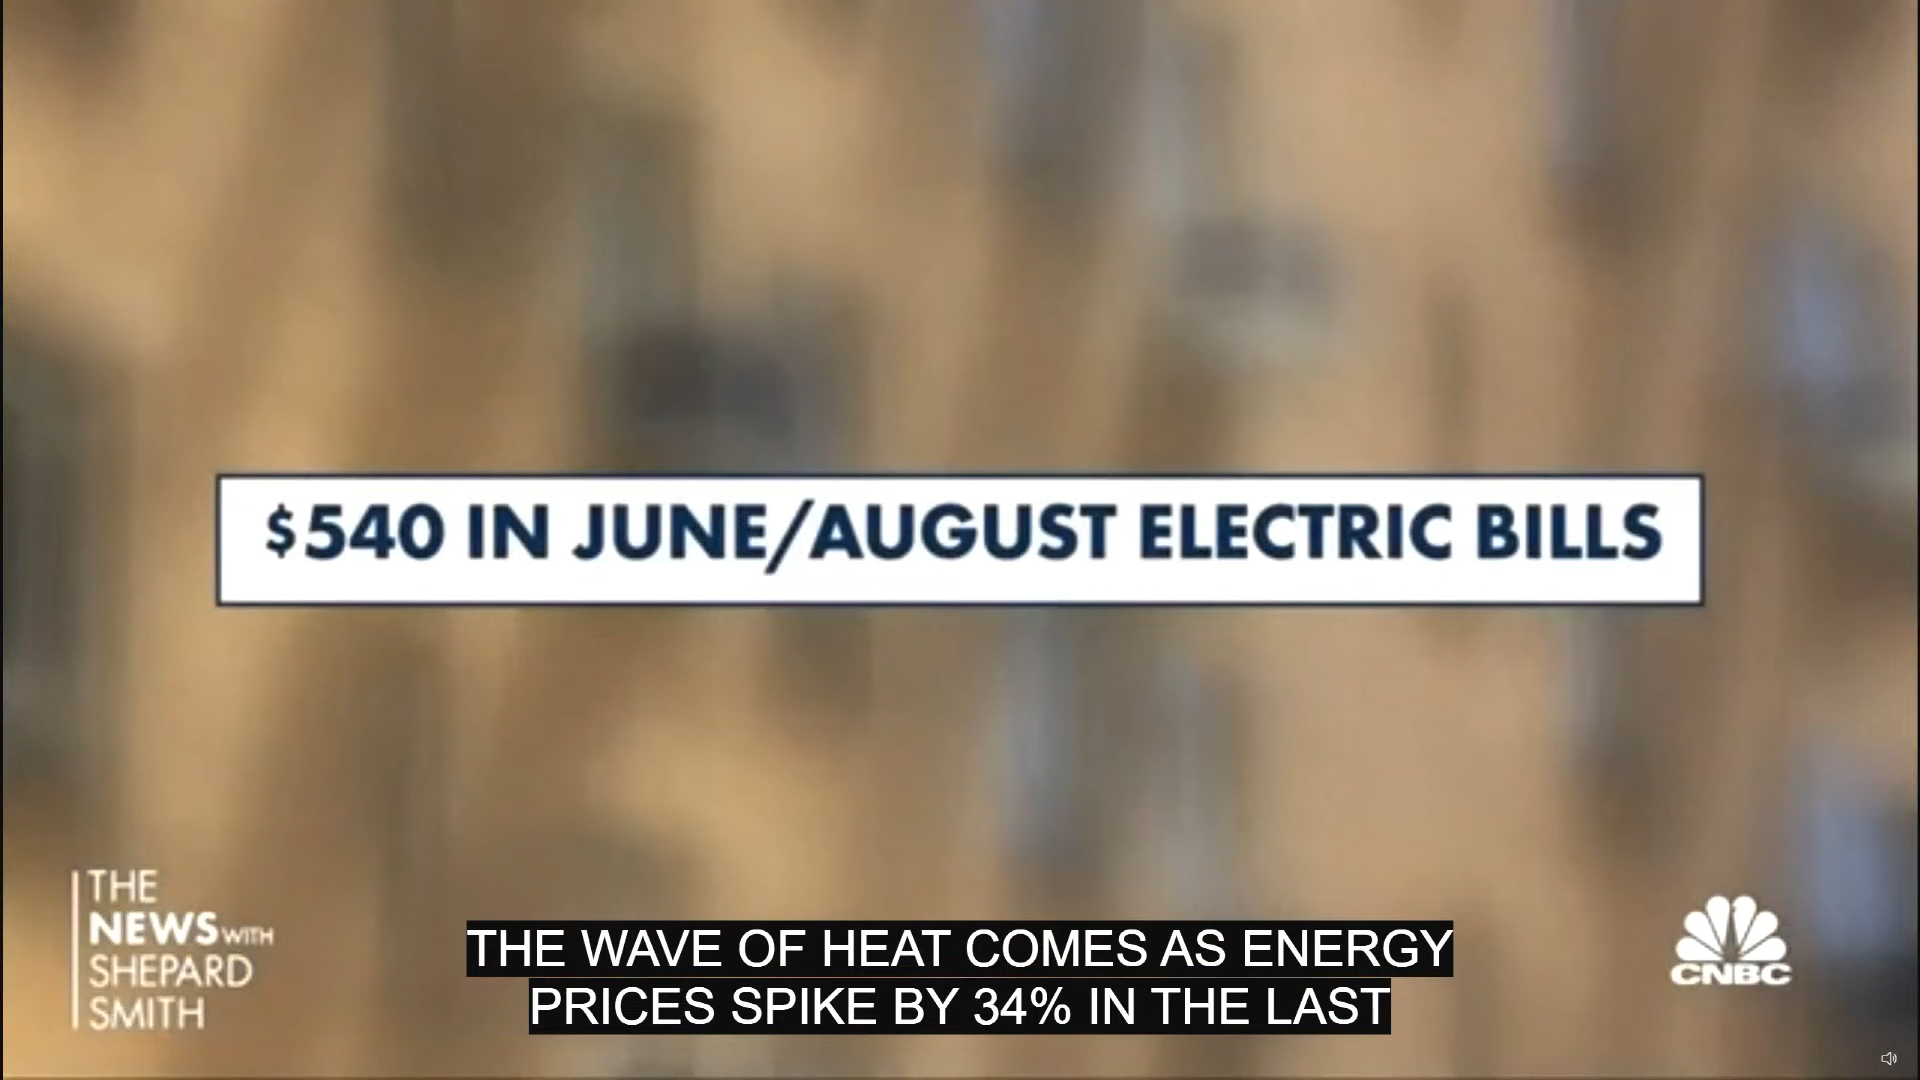 $540 IN JUNE/AUGUST ELECTRIC BILLS
THE
NEWS WITH
SHEPARD
SMITH
THE WAVE OF HEAT COMES AS ENERGY
PRICES SPIKE BY 34% IN THE LAST
CNBC